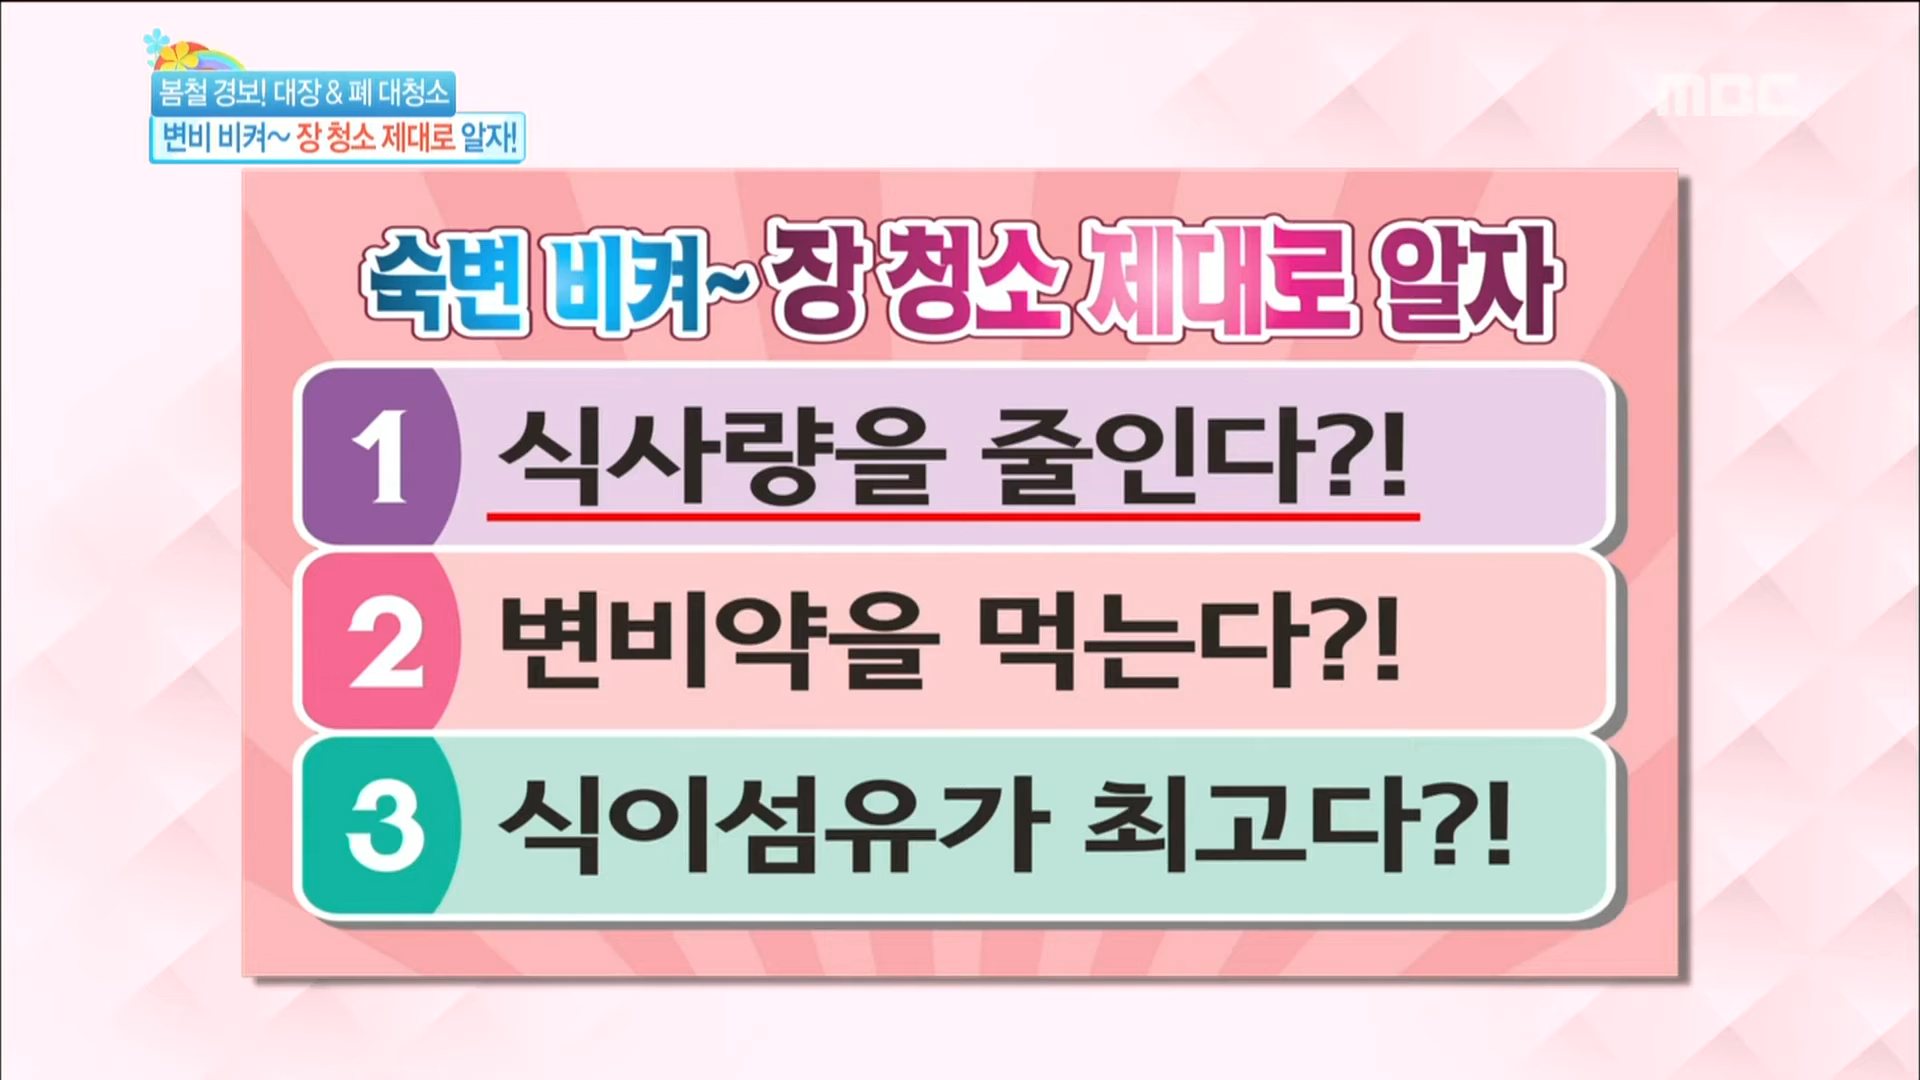 봄철 경보! 대장 & 폐 대청소
변비 비켜~ 장 청소 제대로 알자!
MBC
숙변 비켜~ 장 청소 제대로 알자
1 식사량을 줄인다?!
2 변비약을 먹는다?!
3 식이섬유가 최고다?!